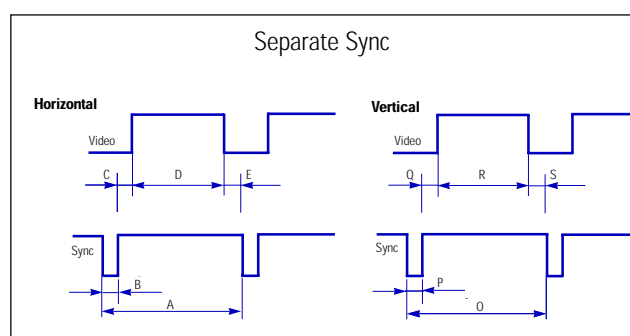 Separate Sync
Horizontal
Vertical
Video
Video
C D E
Q R S
Sync
Sync
B
P
A
O